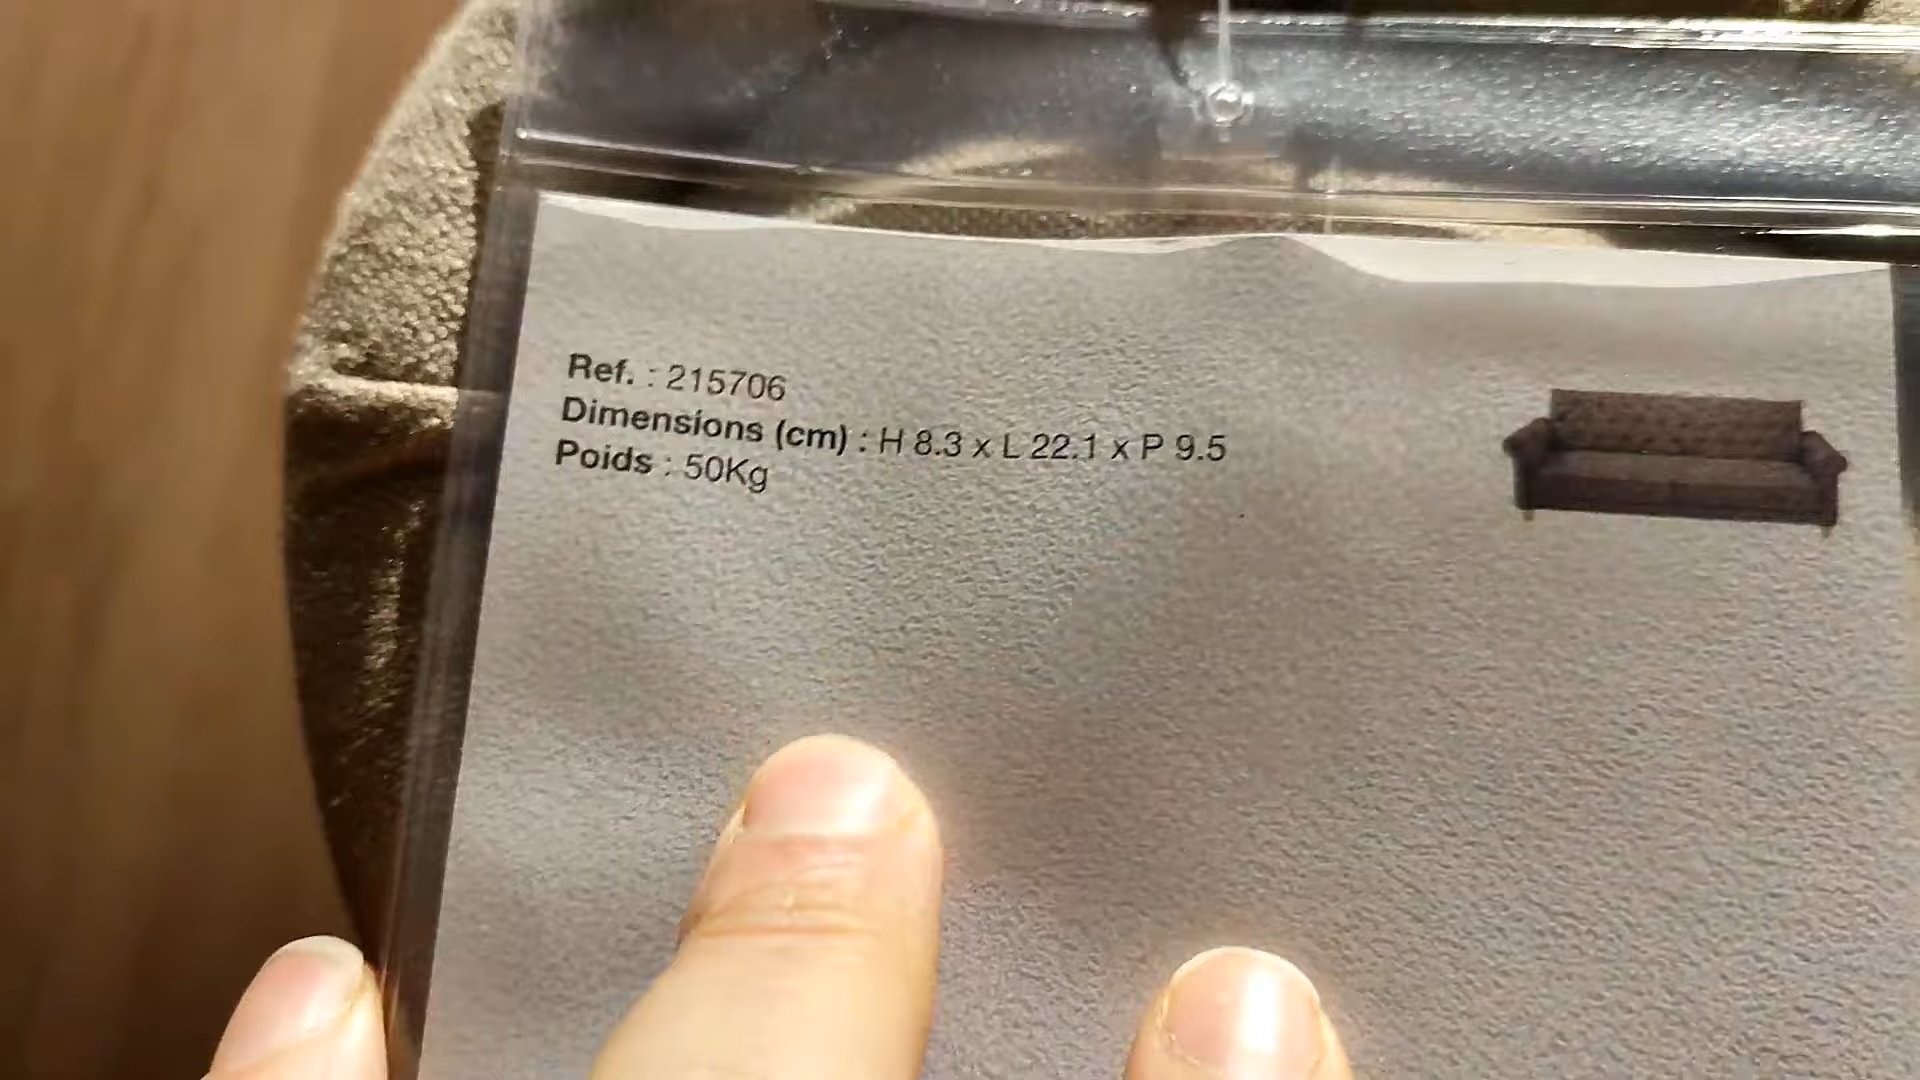 Ref. : 215706
Dimensions (cm) : H 8.3 x L 22.1 x P 9.5
Poids : 50Kg